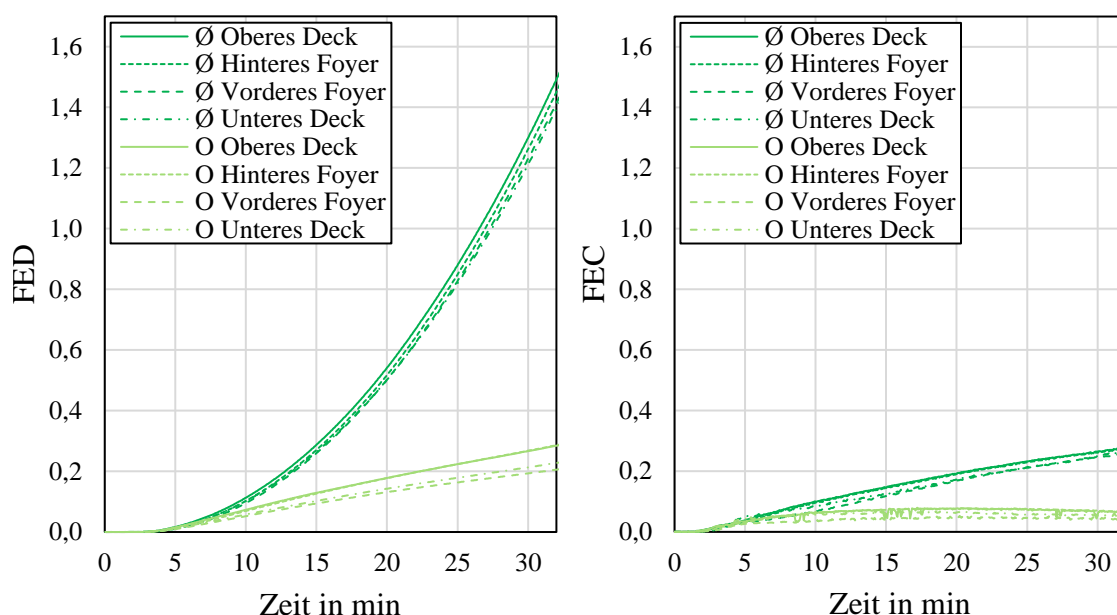 1,6
1,4
1,2
1,0
0,8
0,6
0,4
0,2
0,0
FED
Ø Oberes Deck
Ø Hinteres Foyer
Ø Vorderes Foyer
Ø Unteres Deck
O Oberes Deck
O Hinteres Foyer
O Vorderes Foyer
O Unteres Deck
0 5 10 15 20 25 30
Zeit in min
1,6
1,4
1,2
1,0
0,8
0,6
0,4
0,2
0,0
FEC
Ø Oberes Deck
Ø Hinteres Foyer
Ø Vorderes Foyer
Ø Unteres Deck
O Oberes Deck
O Hinteres Foyer
O Vorderes Foyer
O Unteres Deck
0 5 10 15 20 25 30
Zeit in min